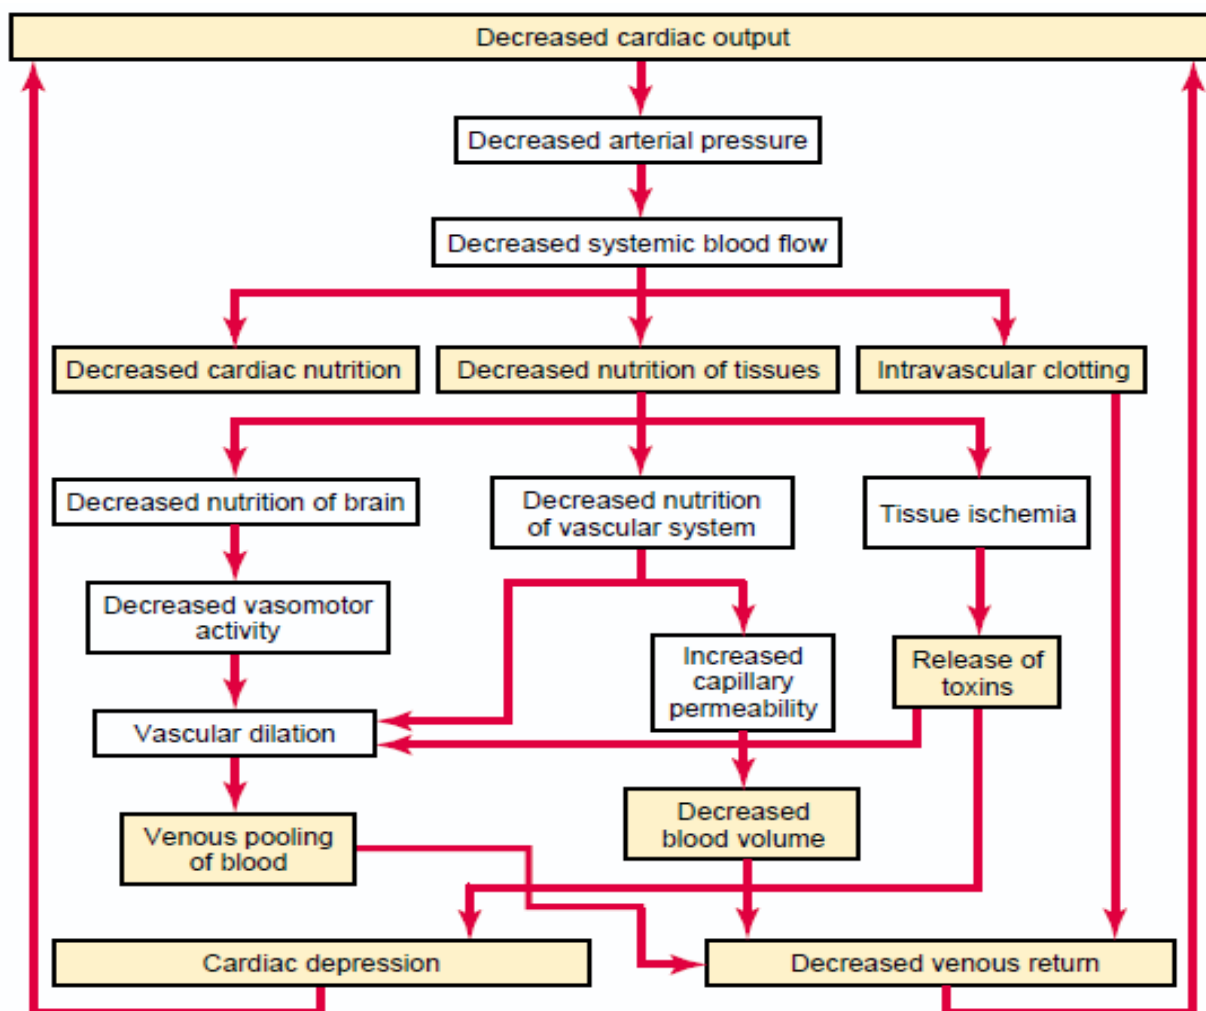 Decreased cardiac output
Decreased arterial pressure
Decreased systemic blood flow
Decreased cardiac nutrition
Decreased nutrition of tissues
Intravascular clotting
Decreased nutrition of brain
Decreased nutrition
of vascular system
Tissue ischemia
Decreased vasomotor
activity
Increased
capillary
permeability
Release of
toxins
Vascular dilation
Venous pooling
of blood
Decreased
blood volume
Cardiac depression
Decreased venous return